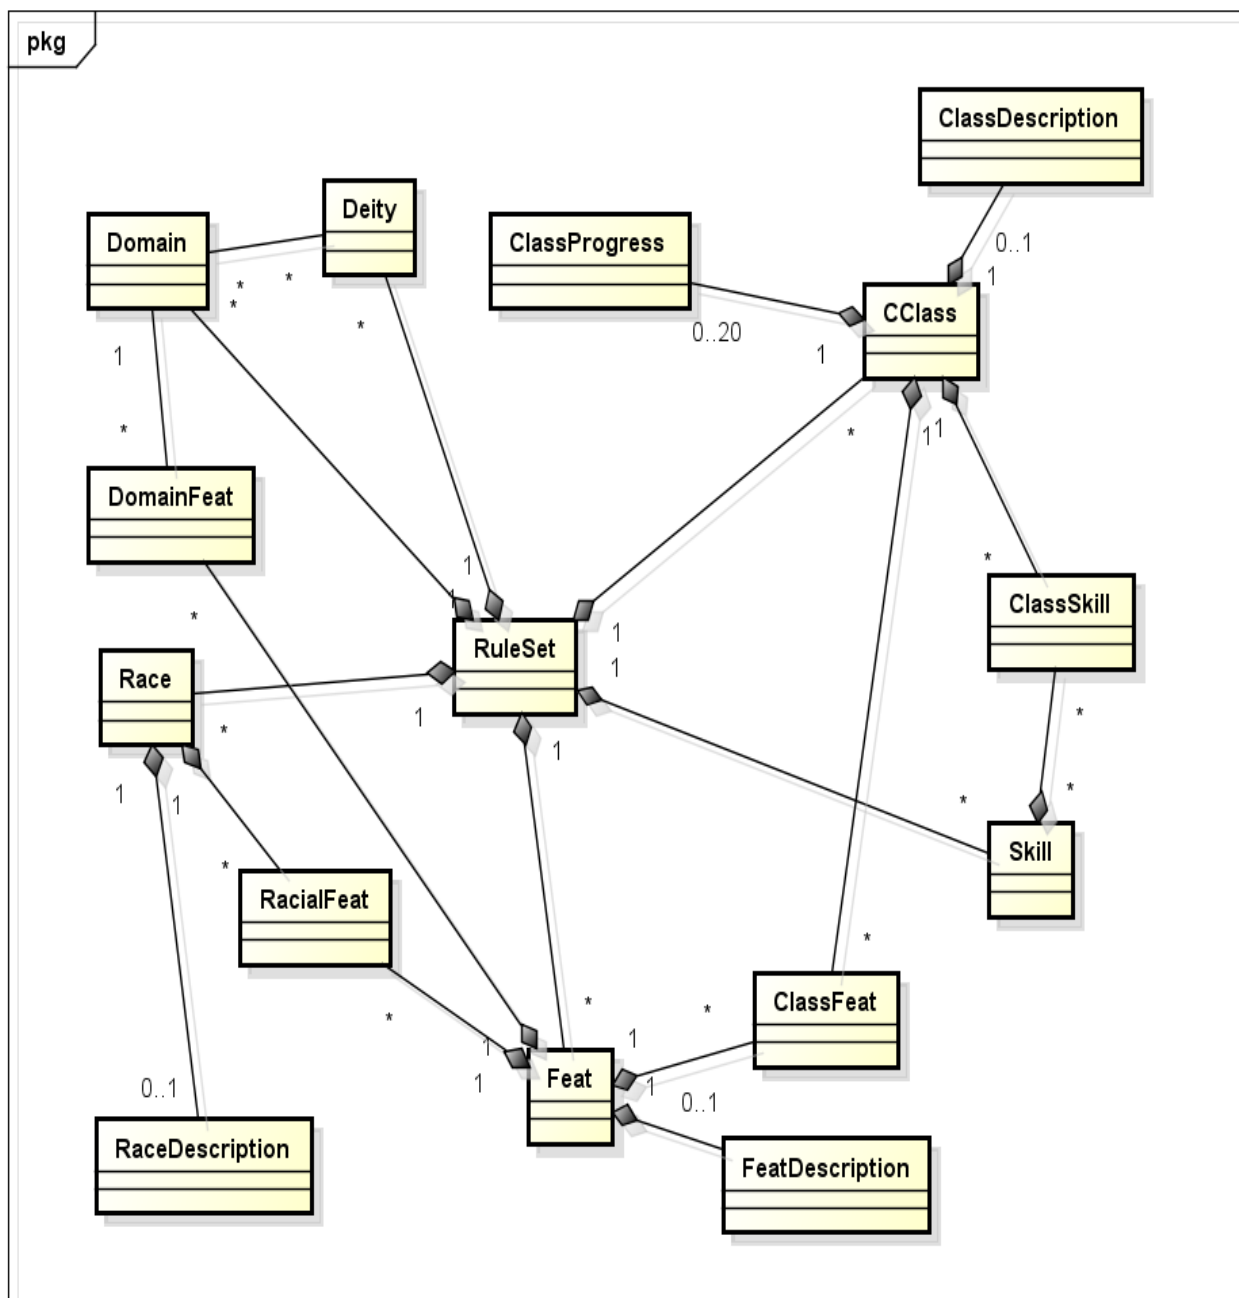 pkg
ClassDescription
Deity
Domain
ClassProgress
0..1
*
*
*
1
CClass
0..20
*
1
1
*
*
1
1
DomainFeat
*
1
*
ClassSkill
1
*
1
1
RuleSet
1
Race
*
1
*
1
1
1
*
*
*
RacialFeat
Skill
*
*
ClassFeat
*
*
*
1
1
Feat
1
1
0..1
0..1
RaceDescription
FeatDescription